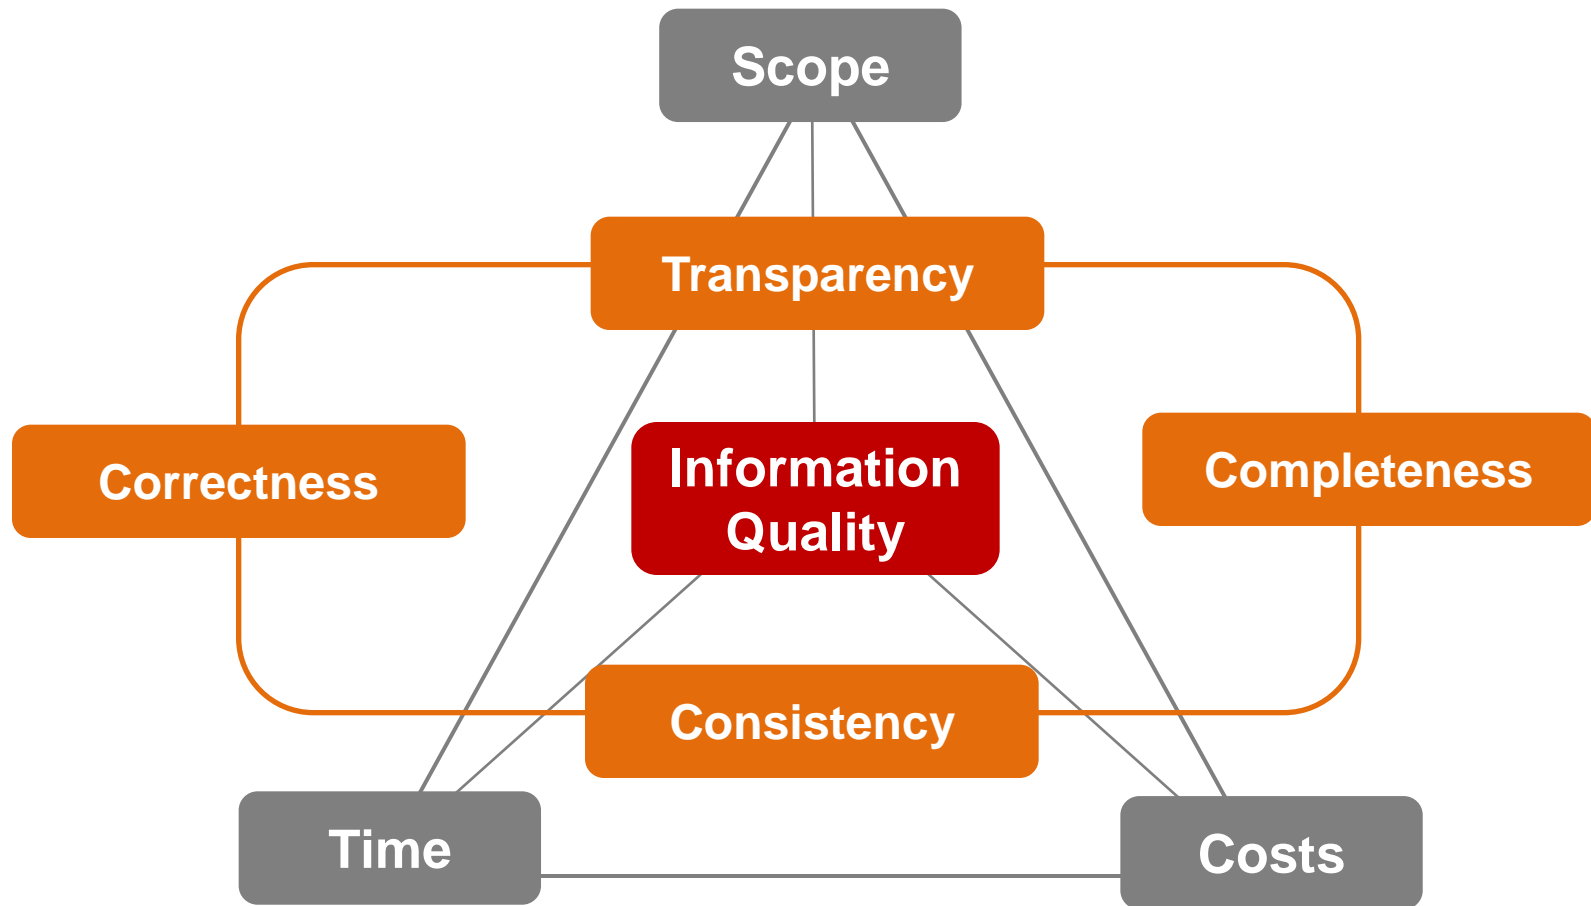 Scope
Transparency
Correctness
Information
Quality
Completeness
Consistency
Time
Costs